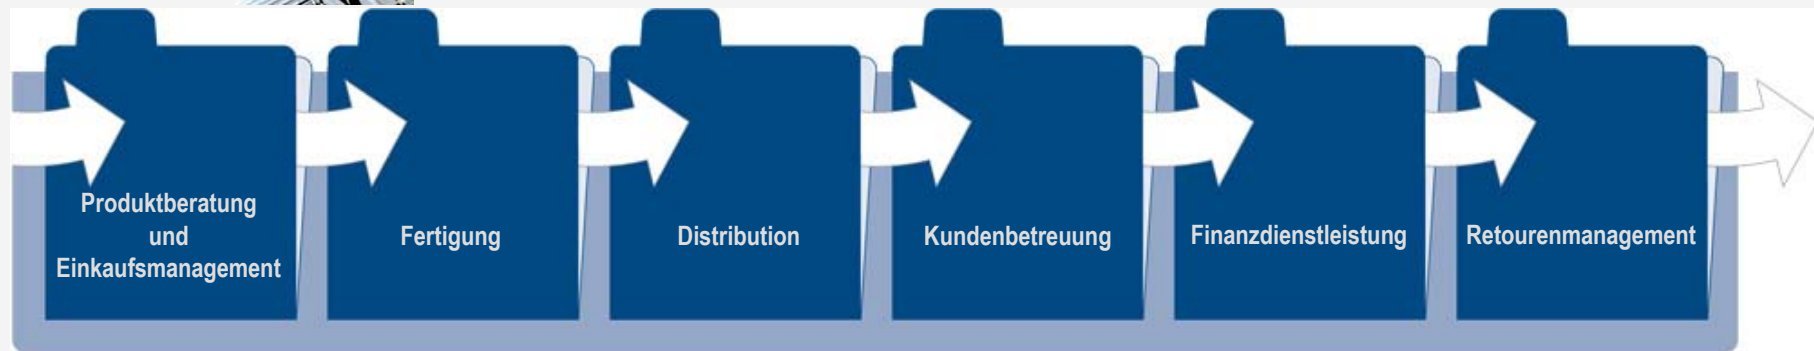 Produktberatung
und
Einkaufsmanagement
Fertigung
Distribution
Kundenbetreuung
Finanzdienstleistung
Retourenmanagement